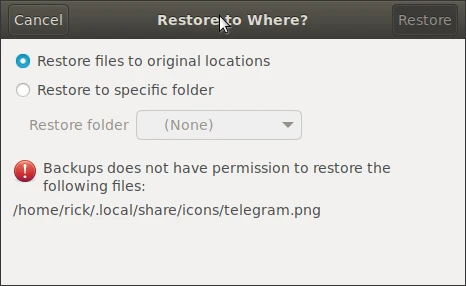 Cancel Restore to Where? Restore
Restore files to original locations
Restore to specific folder
Restore folder (None)
Backups does not have permission to restore the
following files:
/home/rick/.local/share/icons/telegram.png